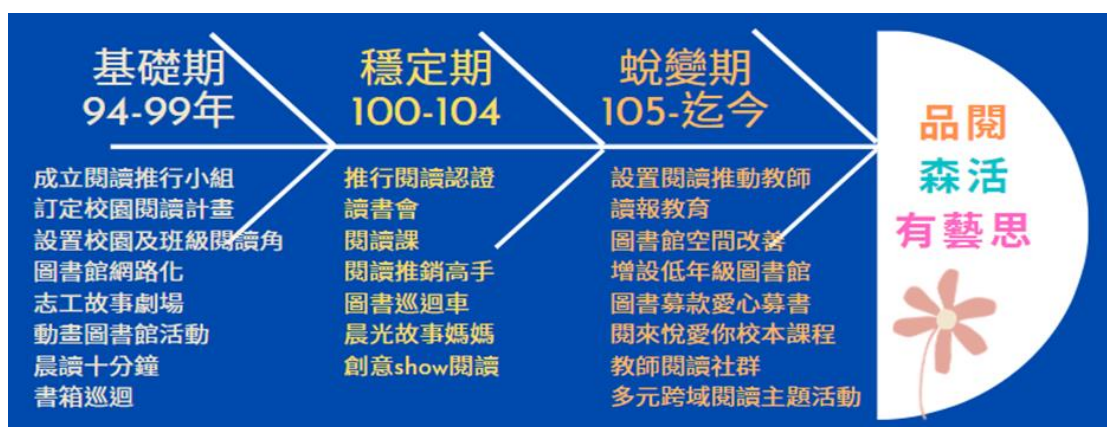 基礎期
94-99年
成立閱讀推行小組
訂定校園閱讀計畫
設置校園及班級閱讀角
圖書館網路化
志工故事劇場
動畫圖書館活動
晨讀十分鐘
書箱巡迴
穩定期
100-104
推行閱讀認證
讀書會
閱讀課
閱讀推銷高手
圖書巡迴車
晨光故事媽媽
創意show閱讀
蛻變期
105-迄今
設置閱讀推動教師
讀報教育
圖書館空間改善
增設低年級圖書館
圖書募款愛心募書
閱來悅愛你校本課程
教師閱讀社群
多元跨域閱讀主題活動
品閱
森活
有藝思